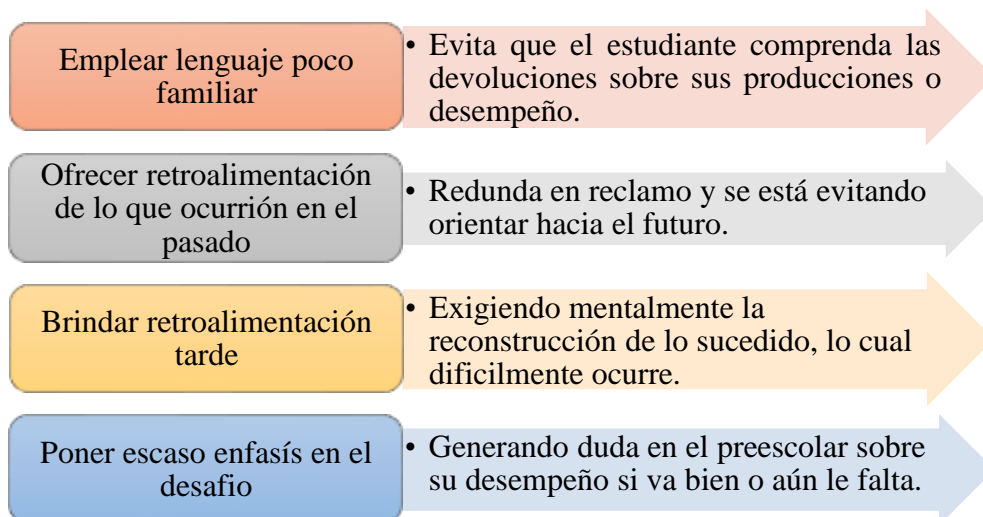 Emplear lenguaje poco
familiar
• Evita que el estudiante comprenda las
devoluciones sobre sus producciones o
desempeño.
Ofrecer retroalimentación
de lo que ocurrión en el
pasado
• Redunda en reclamo y se está evitando
orientar hacia el futuro.
Brindar retroalimentación
tarde
• Exigiendo mentalmente la
reconstrucción de lo sucedido, lo cual
dificilmente ocurre.
Poner escaso enfasís en el
desafio
• Generando duda en el preescolar sobre
su desempeño si va bien o aún le falta.